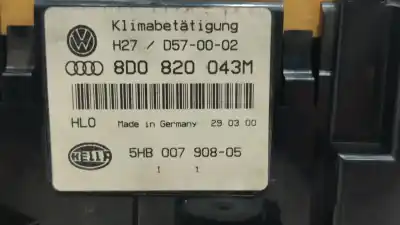 Klimabetätigung
H27 / D57-00-02
8D0 820 043M
HLO Made in Germany 29 03 00
HELLA
5HB 007 908-05
1 1